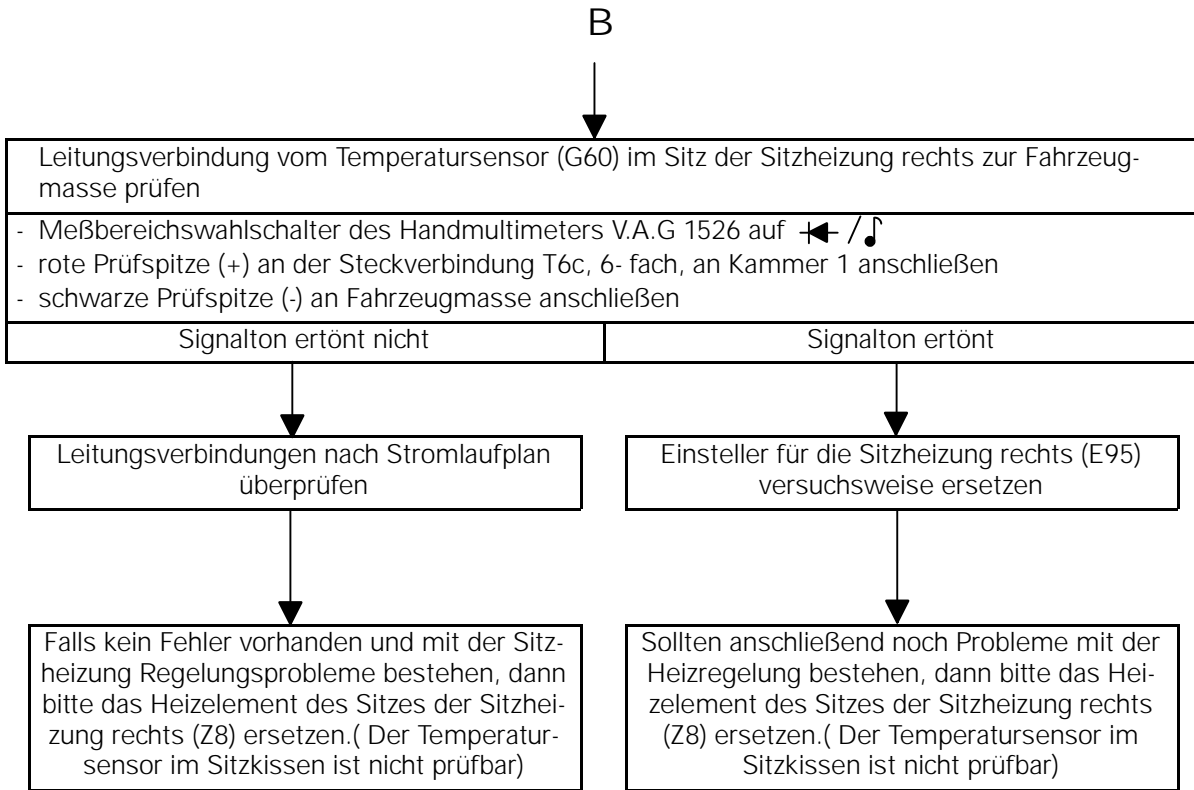 B
Leitungsverbindung vom Temperatursensor (G60) im Sitz der Sitzheizung rechts zur Fahrzeug-
masse prüfen
- Meßbereichswahlschalter des Handmultimeters V.A.G 1526 auf /
- rote Prüfspitze (+) an der Steckverbindung T6c, 6- fach, an Kammer 1 anschließen
- schwarze Prüfspitze (-) an Fahrzeugmasse anschließen
Signalton ertönt nicht
Signalton ertönt
Leitungsverbindungen nach Stromlaufplan
überprüfen
Einsteller für die Sitzheizung rechts (E95)
versuchsweise ersetzen
Falls kein Fehler vorhanden und mit der Sitz-
heizung Regelungsprobleme bestehen, dann
bitte das Heizelement des Sitzes der Sitzhei-
zung rechts (Z8) ersetzen.( Der Temperatur-
sensor im Sitzkissen ist nicht prüfbar)
Sollten anschließend noch Probleme mit der
Heizregelung bestehen, dann bitte das Hei-
zelement des Sitzes der Sitzheizung rechts
(Z8) ersetzen.( Der Temperatursensor im
Sitzkissen ist nicht prüfbar)